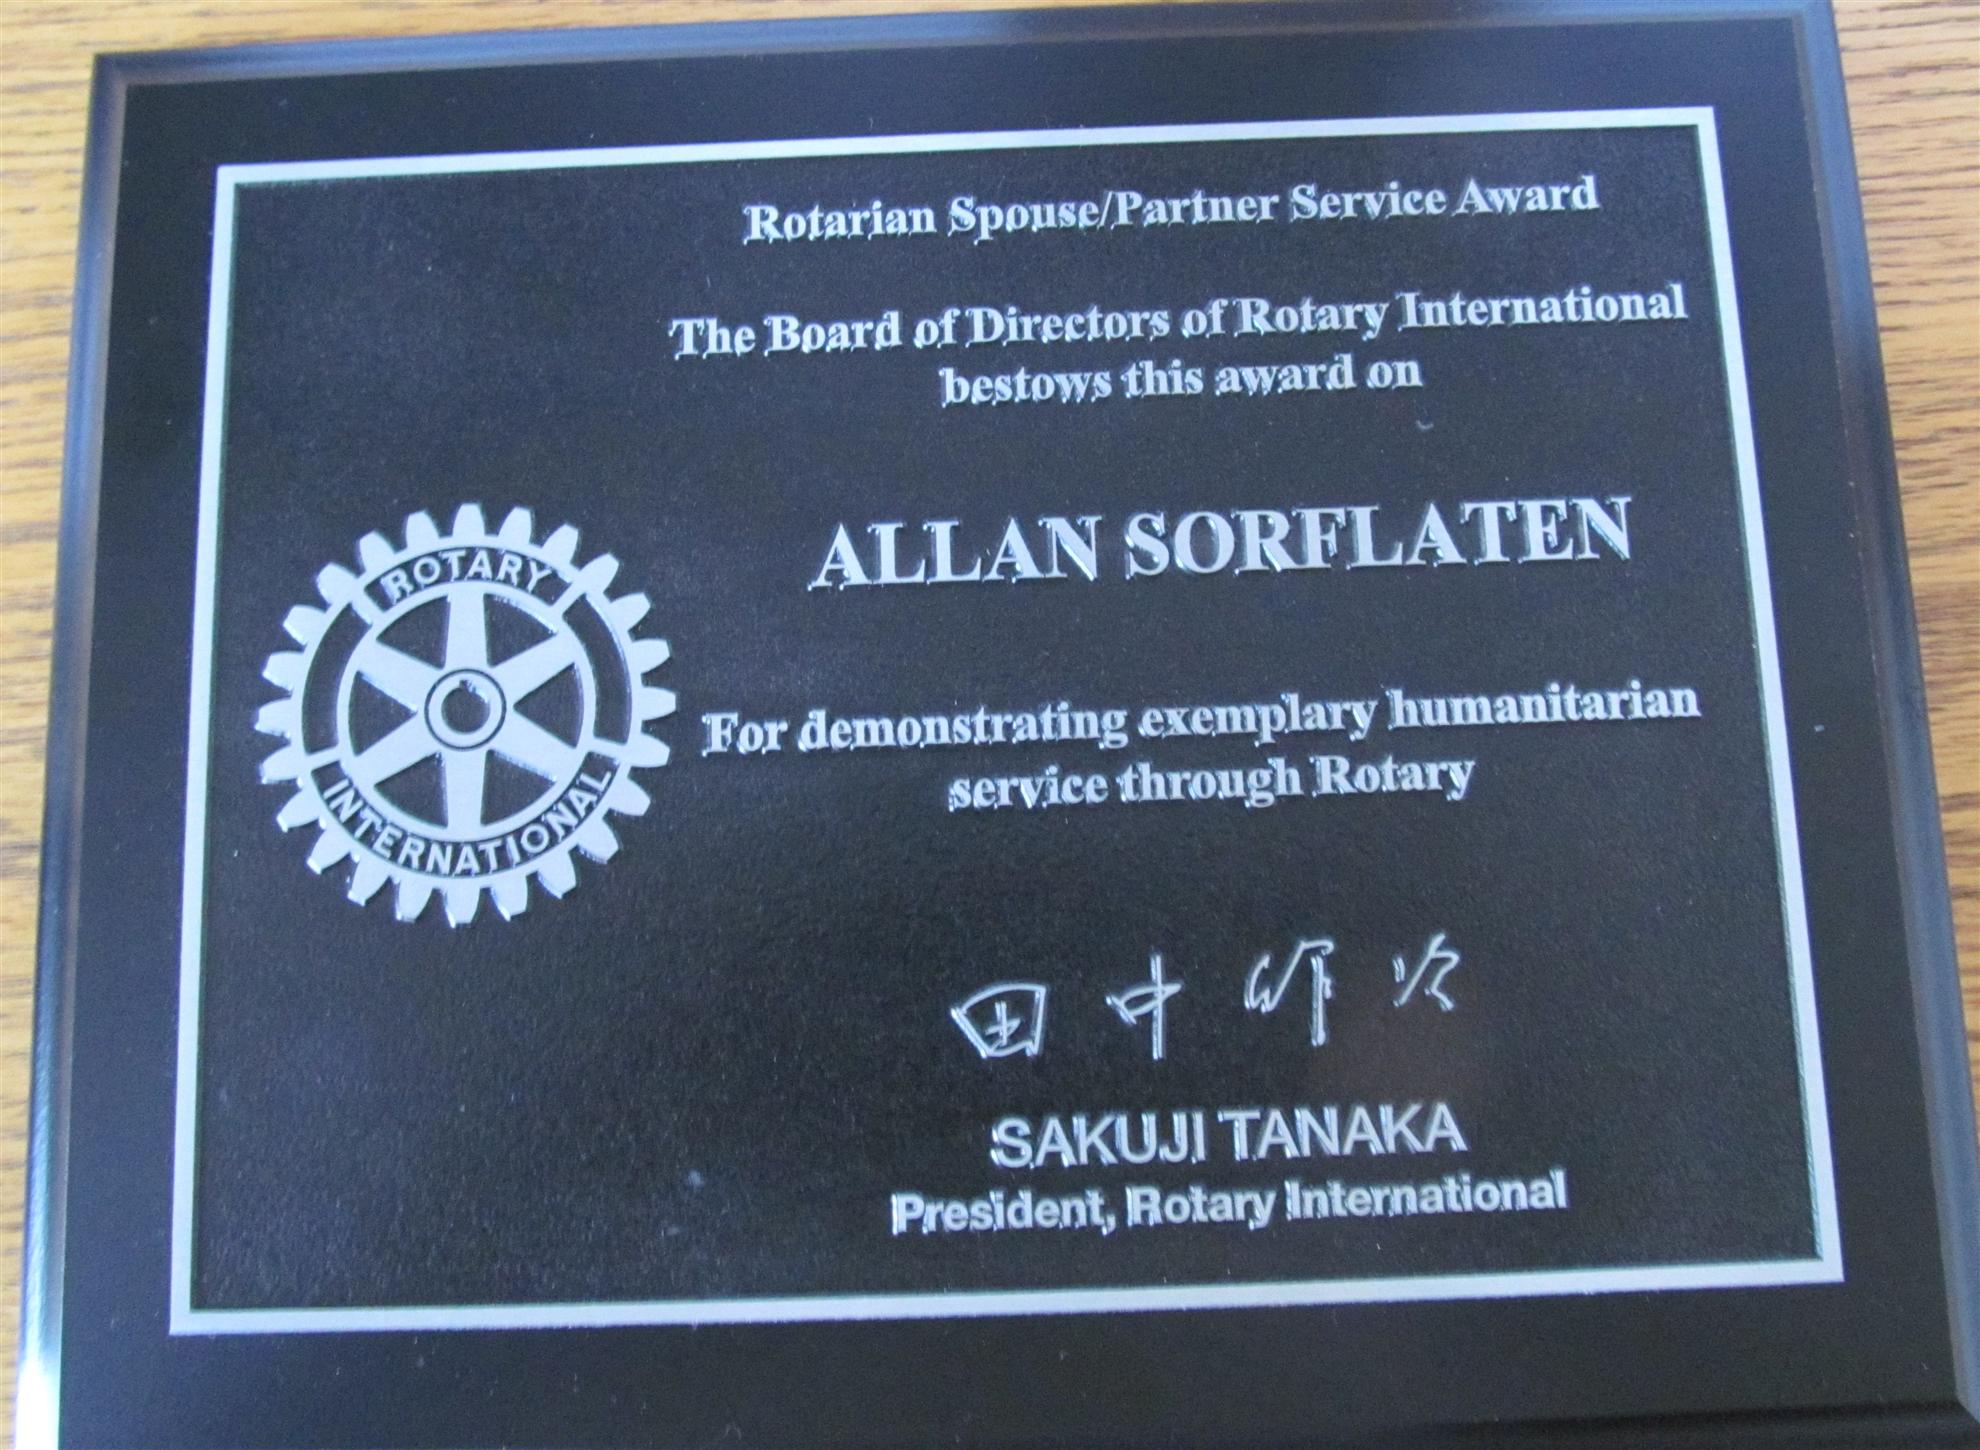 Rotarian Spouse/Partner Service Award
The Board of Directors of Rotary International
bestows this award on
ALLAN SORFLATEN
ROTARY
INTERNATIONAL
For demonstrating exemplary humanitarian
service through Rotary
田中作次
SAKUJI TANAKA
President, Rotary International